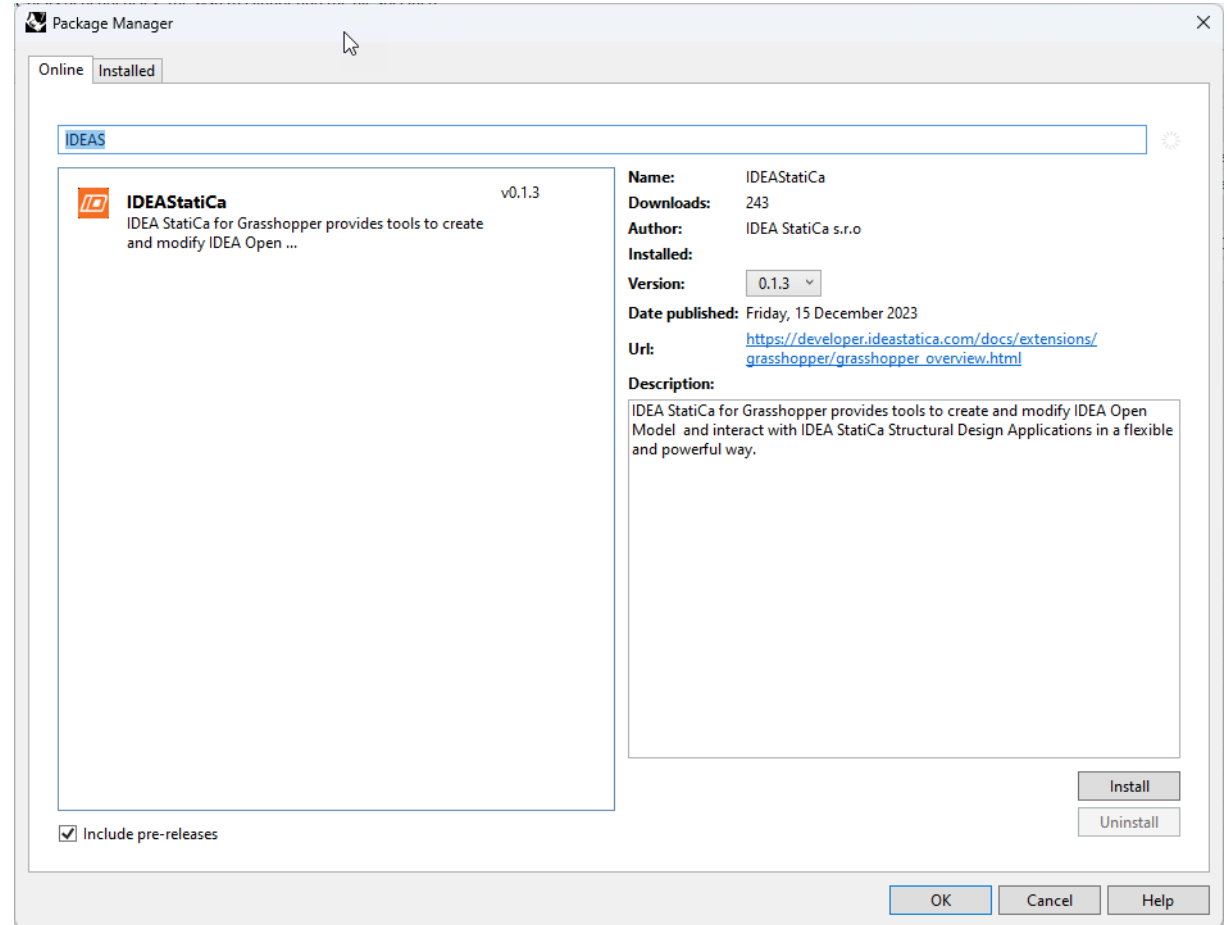 Package Manager
Online
Installed
IDEAS
IDEAStatiCa
v0.1.3
IDEA StatiCa for Grasshopper provides tools to create
and modify IDEA Open ...
Name: IDEAStatiCa
Downloads: 243
Author: IDEA StatiCa s.r.o
Installed:
Version: 0.1.3
Date published: Friday, 15 December 2023
Url: https://developer.ideastatica.com/docs/extensions/
grasshopper/grasshopper_overview.html
Description:
IDEA StatiCa for Grasshopper provides tools to create and modify IDEA Open
Model and interact with IDEA StatiCa Structural Design Applications in a flexible
and powerful way.
Install
Uninstall
Include pre-releases
OK
Cancel
Help